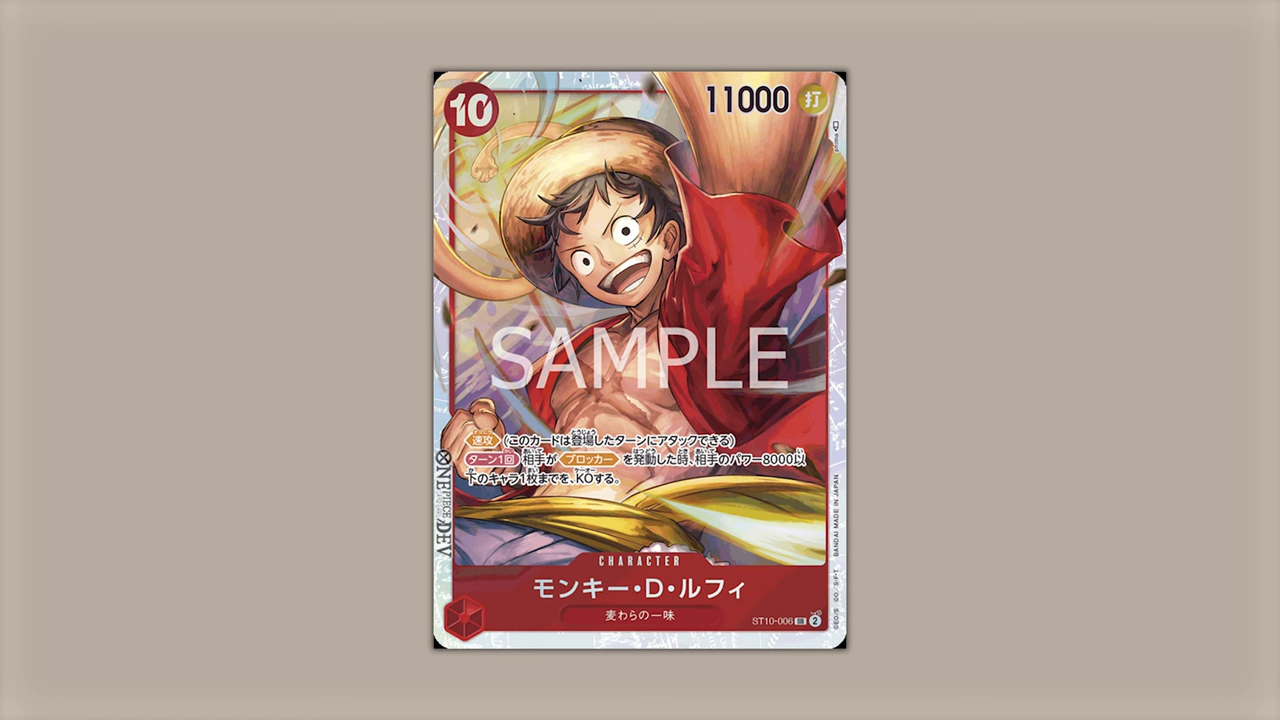 10
11000 打
SAMPLE
速攻 (このカードは登場したターンにアタックできる)
ターン1回 相手が ブロッカー を発動した時、相手のパワー8000以
下のキャラ1枚までを、KOする。
ONE PIECE DEV
BANDAI MADE IN JAPAN
CHARACTER
モンキー・D・ルフィ
麦わらの一味
ST10-006 SR 2